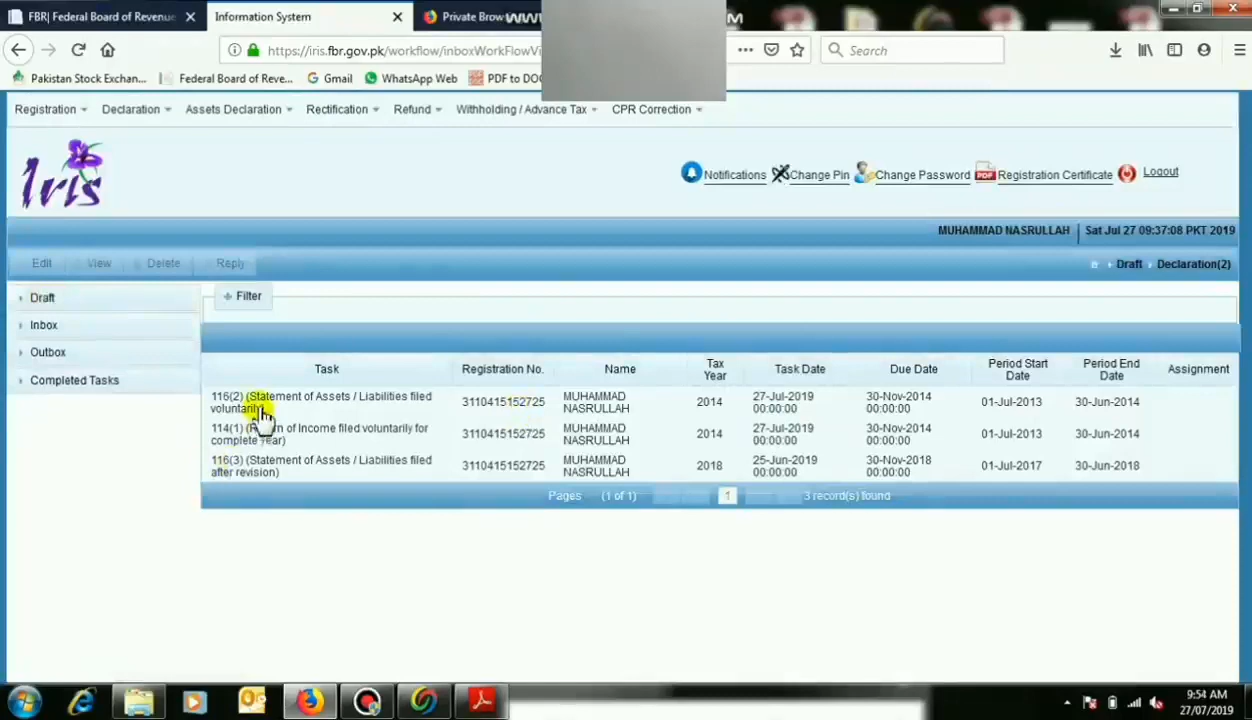 FBR| Federal Board of Revenue
Information System
Private Brow
WWW
M
https://iris.fbr.gov.pk/workflow/inboxWorkFlowVi
Search
Pakistan Stock Exchan...
Federal Board of Reve...
Gmail
WhatsApp Web
PDF to DOC
Registration
Declaration
Assets Declaration
Rectification
Refund
Withholding / Advance Tax
CPR Correction
Iris
Notifications
Change Pin
Change Password
PDF
Registration Certificate
Logout
MUHAMMAD NASRULLAH
Sat Jul 27 09:37:08 PKT 2019
Edit
View
Delete
Reply
Draft
Declaration(2)
Draft
Inbox
Outbox
Completed Tasks
Filter
Task
Registration No.
Name
Tax
Year
Task Date
Due Date
Period Start
Date
Period End
Date
Assignment
116(2) (Statement of Assets / Liabilities filed
voluntarily)
3110415152725
MUHAMMAD
NASRULLAH
2014
27-Jul-2019
00:00:00
30-Nov-2014
00:00:00
01-Jul-2013
30-Jun-2014
114(1) (Return of Income filed voluntarily for
complete year)
3110415152725
MUHAMMAD
NASRULLAH
2014
27-Jul-2019
00:00:00
30-Nov-2014
00:00:00
01-Jul-2013
30-Jun-2014
116(3) (Statement of Assets / Liabilities filed
after revision)
3110415152725
MUHAMMAD
NASRULLAH
2018
25-Jun-2019
00:00:00
30-Nov-2018
00:00:00
01-Jul-2017
30-Jun-2018
Pages
(1 of 1)
1
3 record(s) found
9:54 AM
27/07/2019